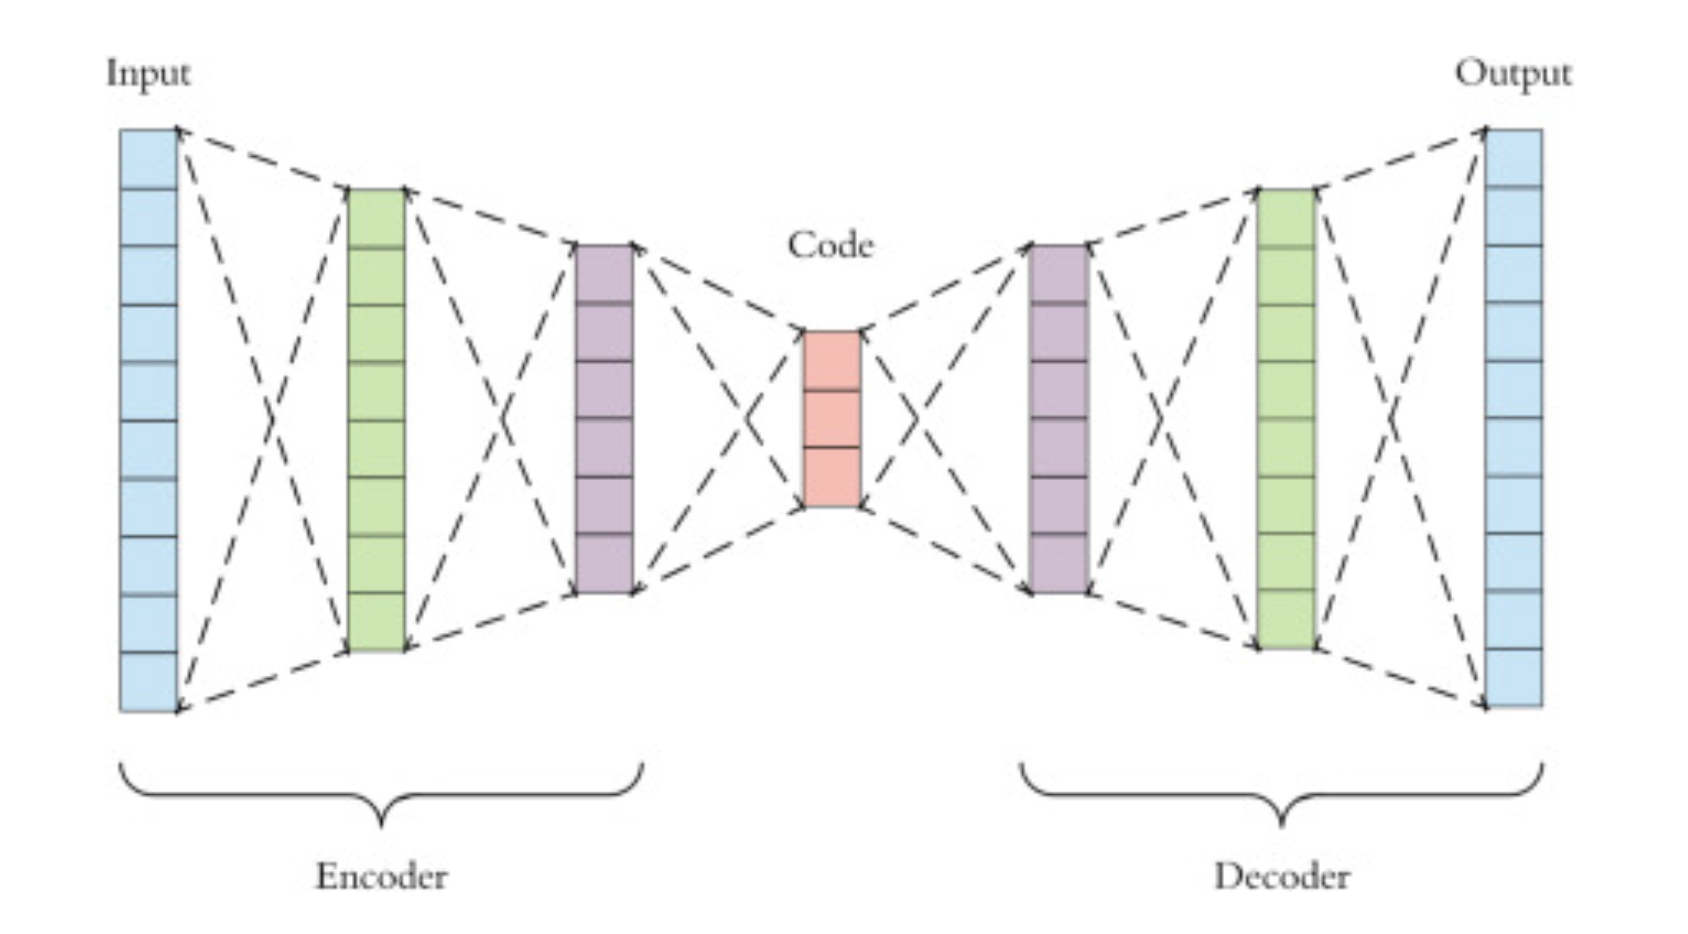 Input
Output
Code
Encoder
Decoder